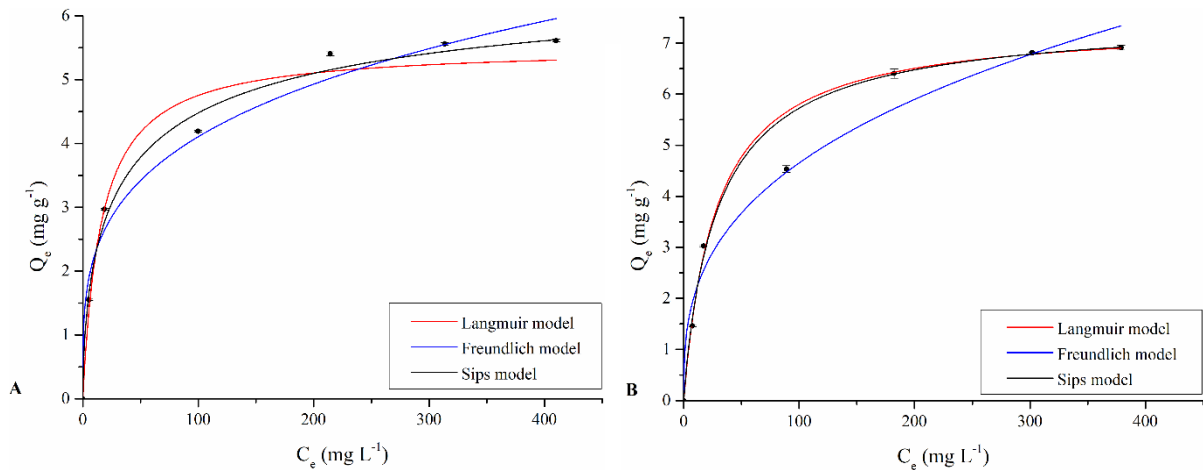 6
5
4
3
2
1
0
Qe (mg g-1)
Langmuir model
Freundlich model
Sips model
A
0 100 200 300 400
Ce (mg L-1)
7
6
5
4
3
2
1
0
Qe (mg g-1)
Langmuir model
Freundlich model
Sips model
B
0 100 200 300 400
Ce (mg L-1)